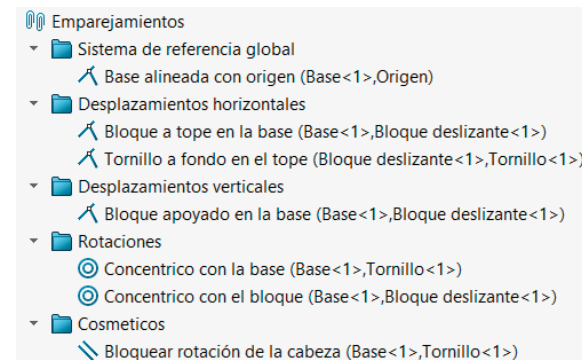 Emparejamientos
Sistema de referencia global
Base alineada con origen (Base<1>,Origen)
Desplazamientos horizontales
Bloque a tope en la base (Base<1>,Bloque deslizante<1>)
Tornillo a fondo en el tope (Bloque deslizante<1>,Tornillo<1>)
Desplazamientos verticales
Bloque apoyado en la base (Base<1>,Bloque deslizante<1>)
Rotaciones
Concentrico con la base (Base<1>,Tornillo<1>)
Concentrico con el bloque (Base<1>,Bloque deslizante<1>)
Cosmeticos
Bloquear rotación de la cabeza (Base<1>,Tornillo<1>)